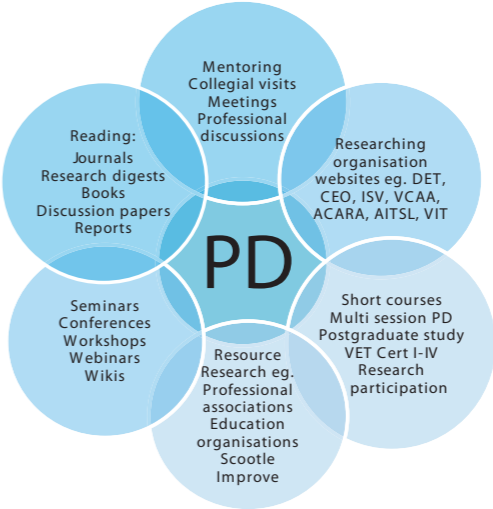 Mentoring
Collegial visits
Meetings
Professional
discussions
Researching
organisation
websites eg. DET,
CEO, ISV, VCAA,
ACARA, AITSL, VIT
Short courses
Multi session PD
Postgraduate study
VET Cert I-IV
Research
participation
Resource
Research eg.
Professional
associations
Education
organisations
Scootle
Improve
Seminars
Conferences
Workshops
Webinars
Wikis
Reading:
Journals
Research digests
Books
Discussion papers
Reports
PD